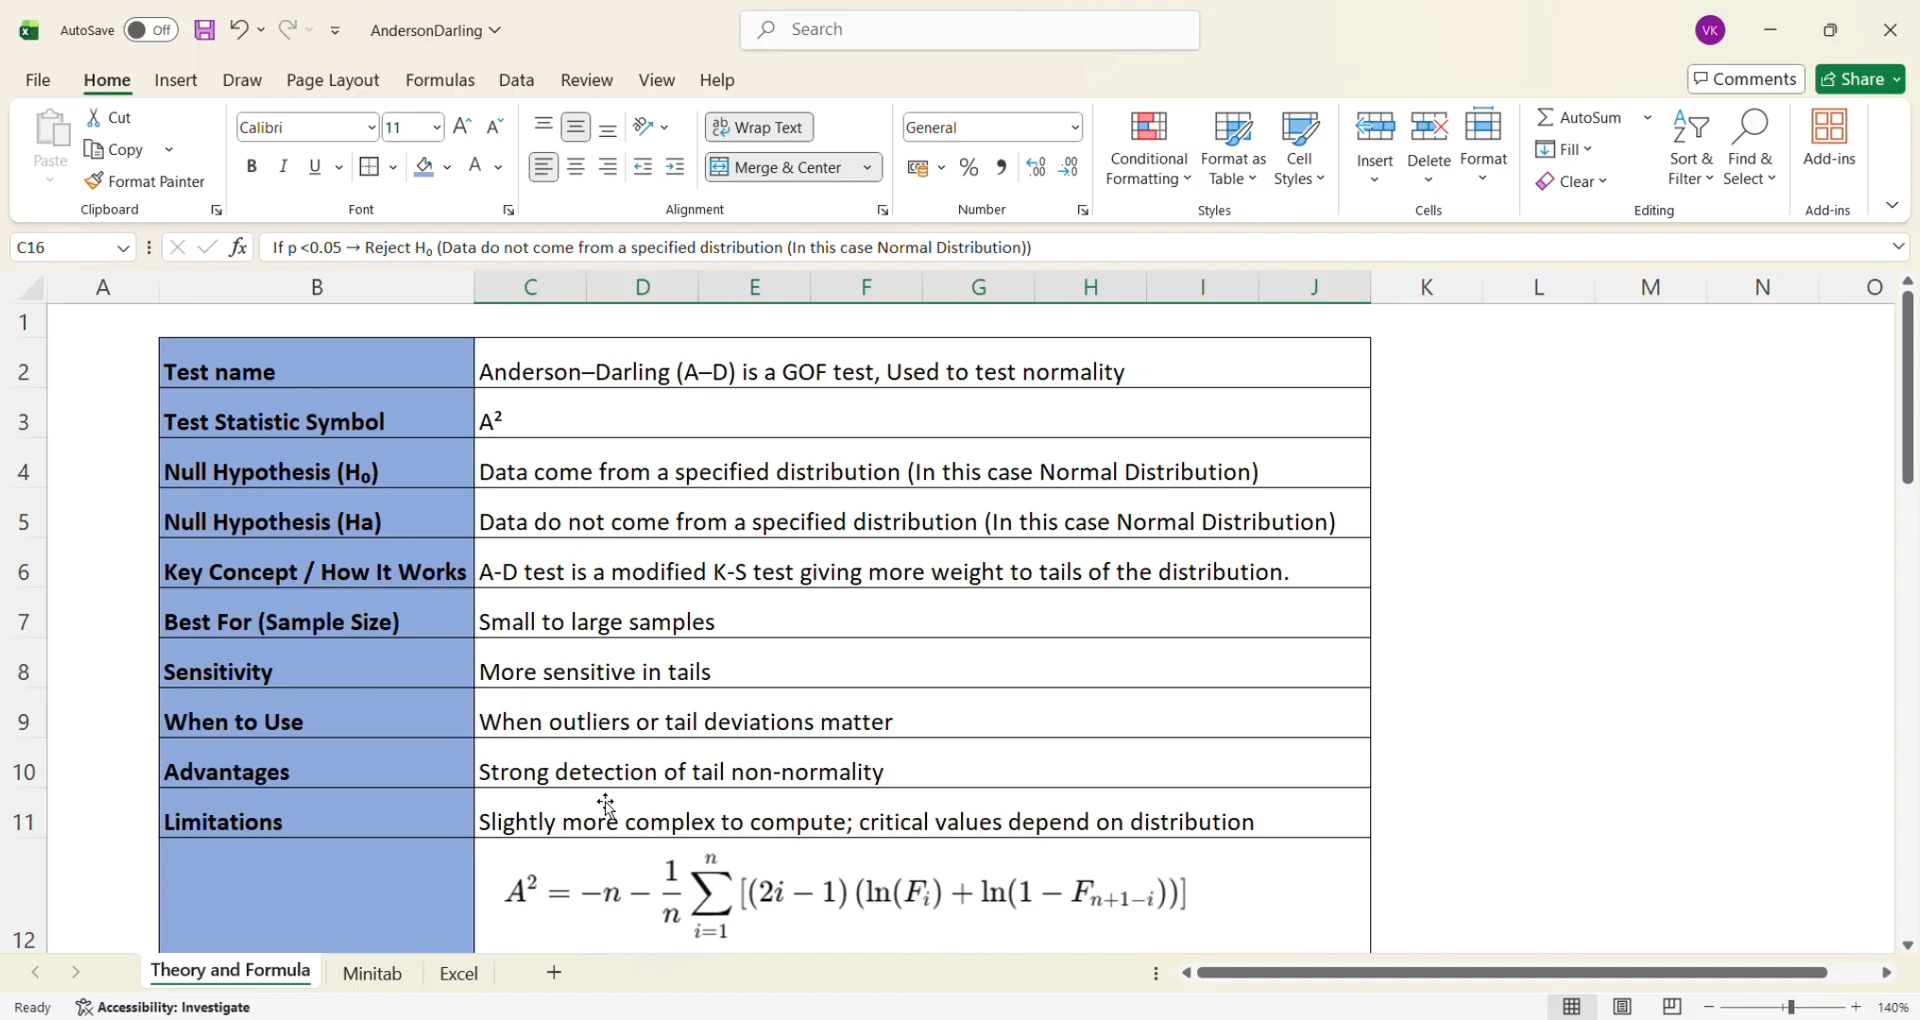 AutoSave Off AndersonDarling Search VK
File Home Insert Draw Page Layout Formulas Data Review View Help Comments Share
Paste Cut Copy Format Painter Clipboard
Calibri 11 B I U A Font
Wrap Text Merge & Center Alignment
General % Number
Conditional Formatting Format as Table Cell Styles Styles
Insert Delete Format Cells
AutoSum Fill Clear Sort & Filter Find & Select Editing
Add-ins Add-ins
C16 fx If p <0.05 → Reject H₀ (Data do not come from a specified distribution (In this case Normal Distribution))
A B C D E F G H I J K L M N O
1
2 Test name Anderson–Darling (A–D) is a GOF test, Used to test normality
3 Test Statistic Symbol A²
4 Null Hypothesis (H₀) Data come from a specified distribution (In this case Normal Distribution)
5 Null Hypothesis (Ha) Data do not come from a specified distribution (In this case Normal Distribution)
6 Key Concept / How It Works A-D test is a modified K-S test giving more weight to tails of the distribution.
7 Best For (Sample Size) Small to large samples
8 Sensitivity More sensitive in tails
9 When to Use When outliers or tail deviations matter
10 Advantages Strong detection of tail non-normality
11 Limitations Slightly more complex to compute; critical values depend on distribution
12 A² = −n − 1/n ∑ i=1 n [(2i − 1) (ln(Fᵢ) + ln(1 − Fₙ₊₁₋ᵢ))]
Theory and Formula Minitab Excel +
Ready Accessibility: Investigate 140%